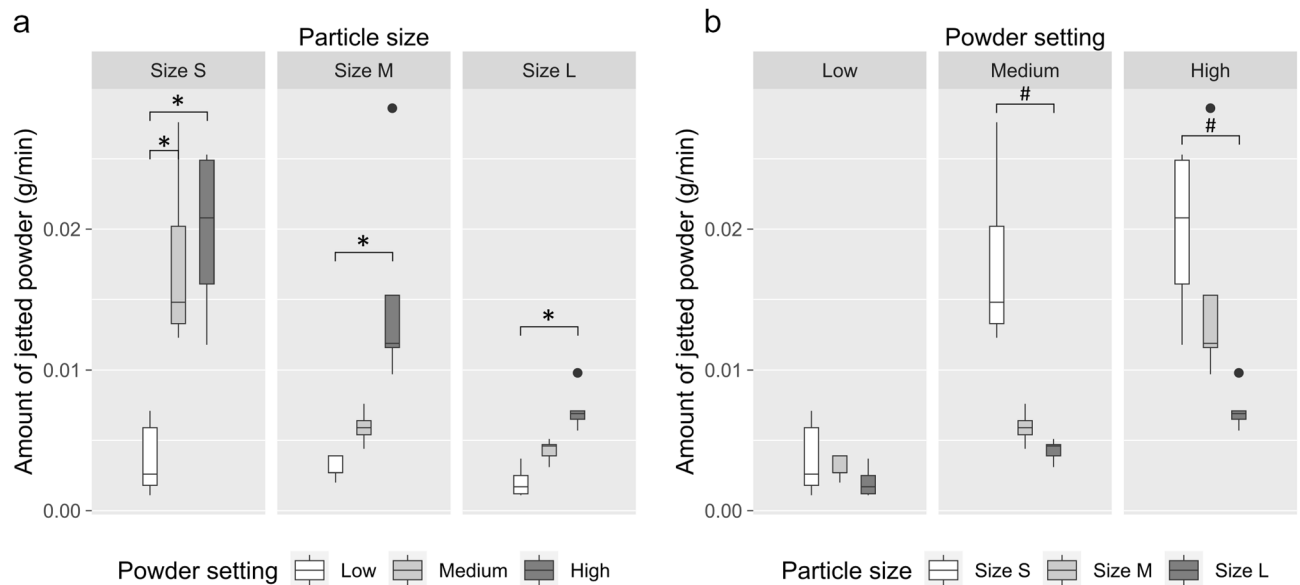 a
Particle size
Size S Size M Size L
Amount of jetted powder (g/min)
0.02
0.01
0.00
* * * *
Powder setting Low Medium High
b
Powder setting
Low Medium High
Amount of jetted powder (g/min)
0.02
0.01
0.00
# #
Particle size Size S Size M Size L